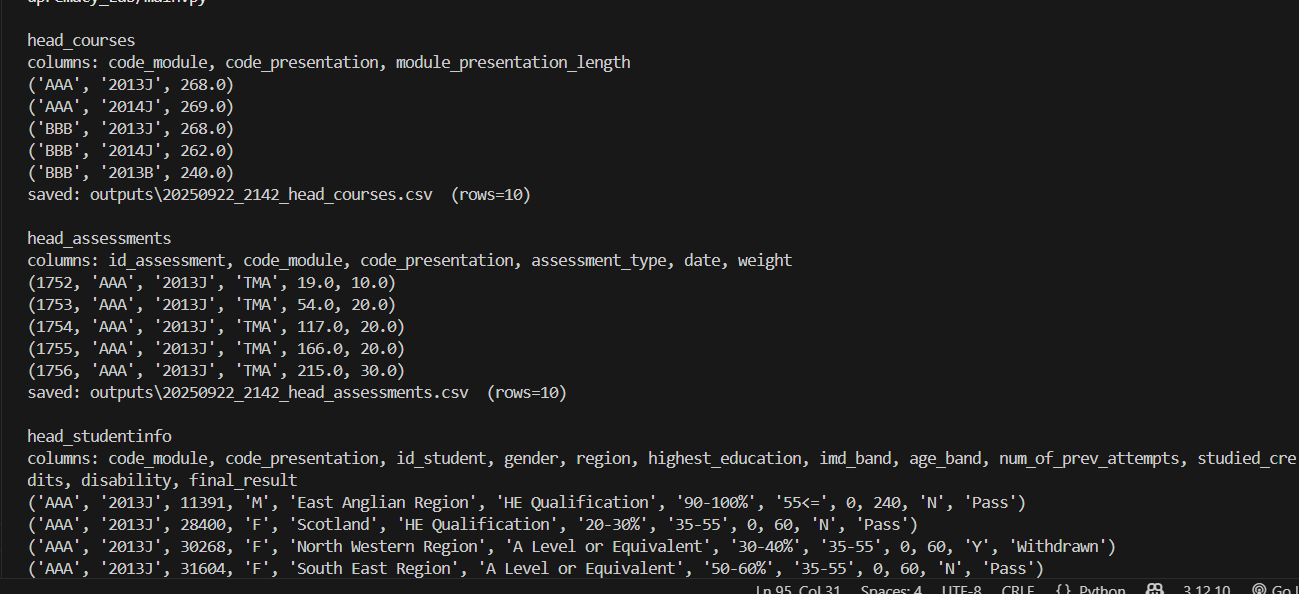 head_courses
columns: code_module, code_presentation, module_presentation_length
('AAA', '2013J', 268.0)
('AAA', '2014J', 269.0)
('BBB', '2013J', 268.0)
('BBB', '2014J', 262.0)
('BBB', '2013B', 240.0)
saved: outputs\20250922_2142_head_courses.csv  (rows=10)
head_assessments
columns: id_assessment, code_module, code_presentation, assessment_type, date, weight
(1752, 'AAA', '2013J', 'TMA', 19.0, 10.0)
(1753, 'AAA', '2013J', 'TMA', 54.0, 20.0)
(1754, 'AAA', '2013J', 'TMA', 117.0, 20.0)
(1755, 'AAA', '2013J', 'TMA', 166.0, 20.0)
(1756, 'AAA', '2013J', 'TMA', 215.0, 30.0)
saved: outputs\20250922_2142_head_assessments.csv  (rows=10)
head_studentinfo
columns: code_module, code_presentation, id_student, gender, region, highest_education, imd_band, age_band, num_of_prev_attempts, studied_cre
dits, disability, final_result
('AAA', '2013J', 11391, 'M', 'East Anglian Region', 'HE Qualification', '90-100%', '55<=', 0, 240, 'N', 'Pass')
('AAA', '2013J', 28400, 'F', 'Scotland', 'HE Qualification', '20-30%', '35-55', 0, 60, 'N', 'Pass')
('AAA', '2013J', 30268, 'F', 'North Western Region', 'A Level or Equivalent', '30-40%', '35-55', 0, 60, 'Y', 'Withdrawn')
('AAA', '2013J', 31604, 'F', 'South East Region', 'A Level or Equivalent', '50-60%', '35-55', 0, 60, 'N', 'Pass')
Ln 95, Col 31 Spaces: 4 UTF-8 CRLF {} Python 3.12.10 Go